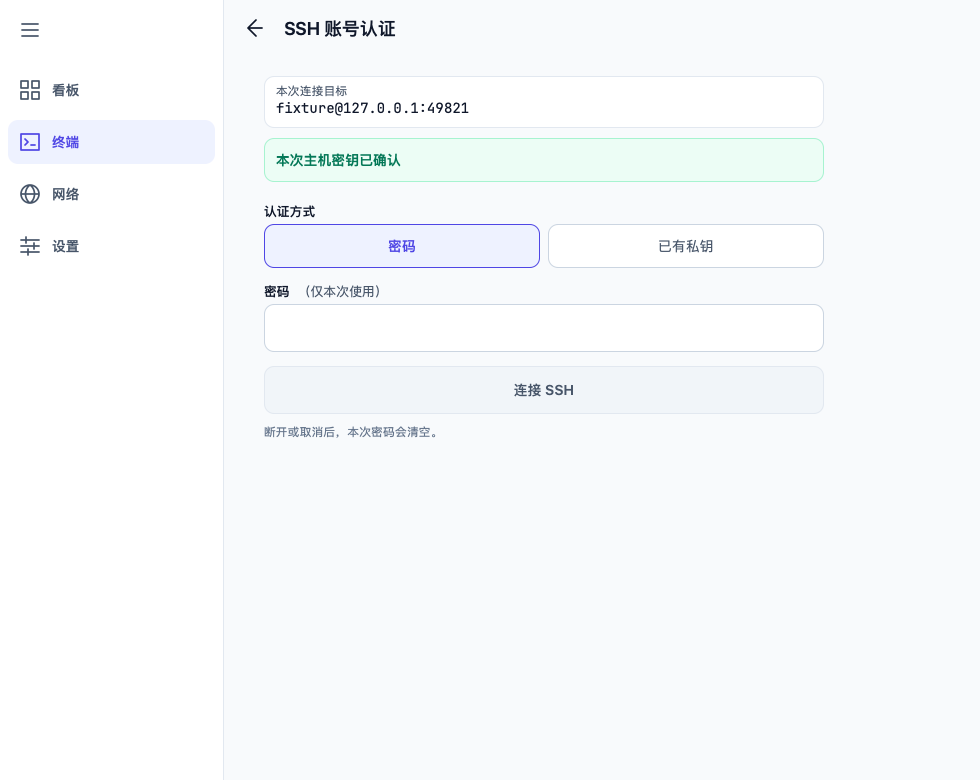 SSH 账号认证
看板
终端
网络
设置
本次连接目标
fixture@127.0.0.1:49821
本次主机密钥已确认
认证方式
密码
已有私钥
密码 （仅本次使用）
连接 SSH
断开或取消后，本次密码会清空。